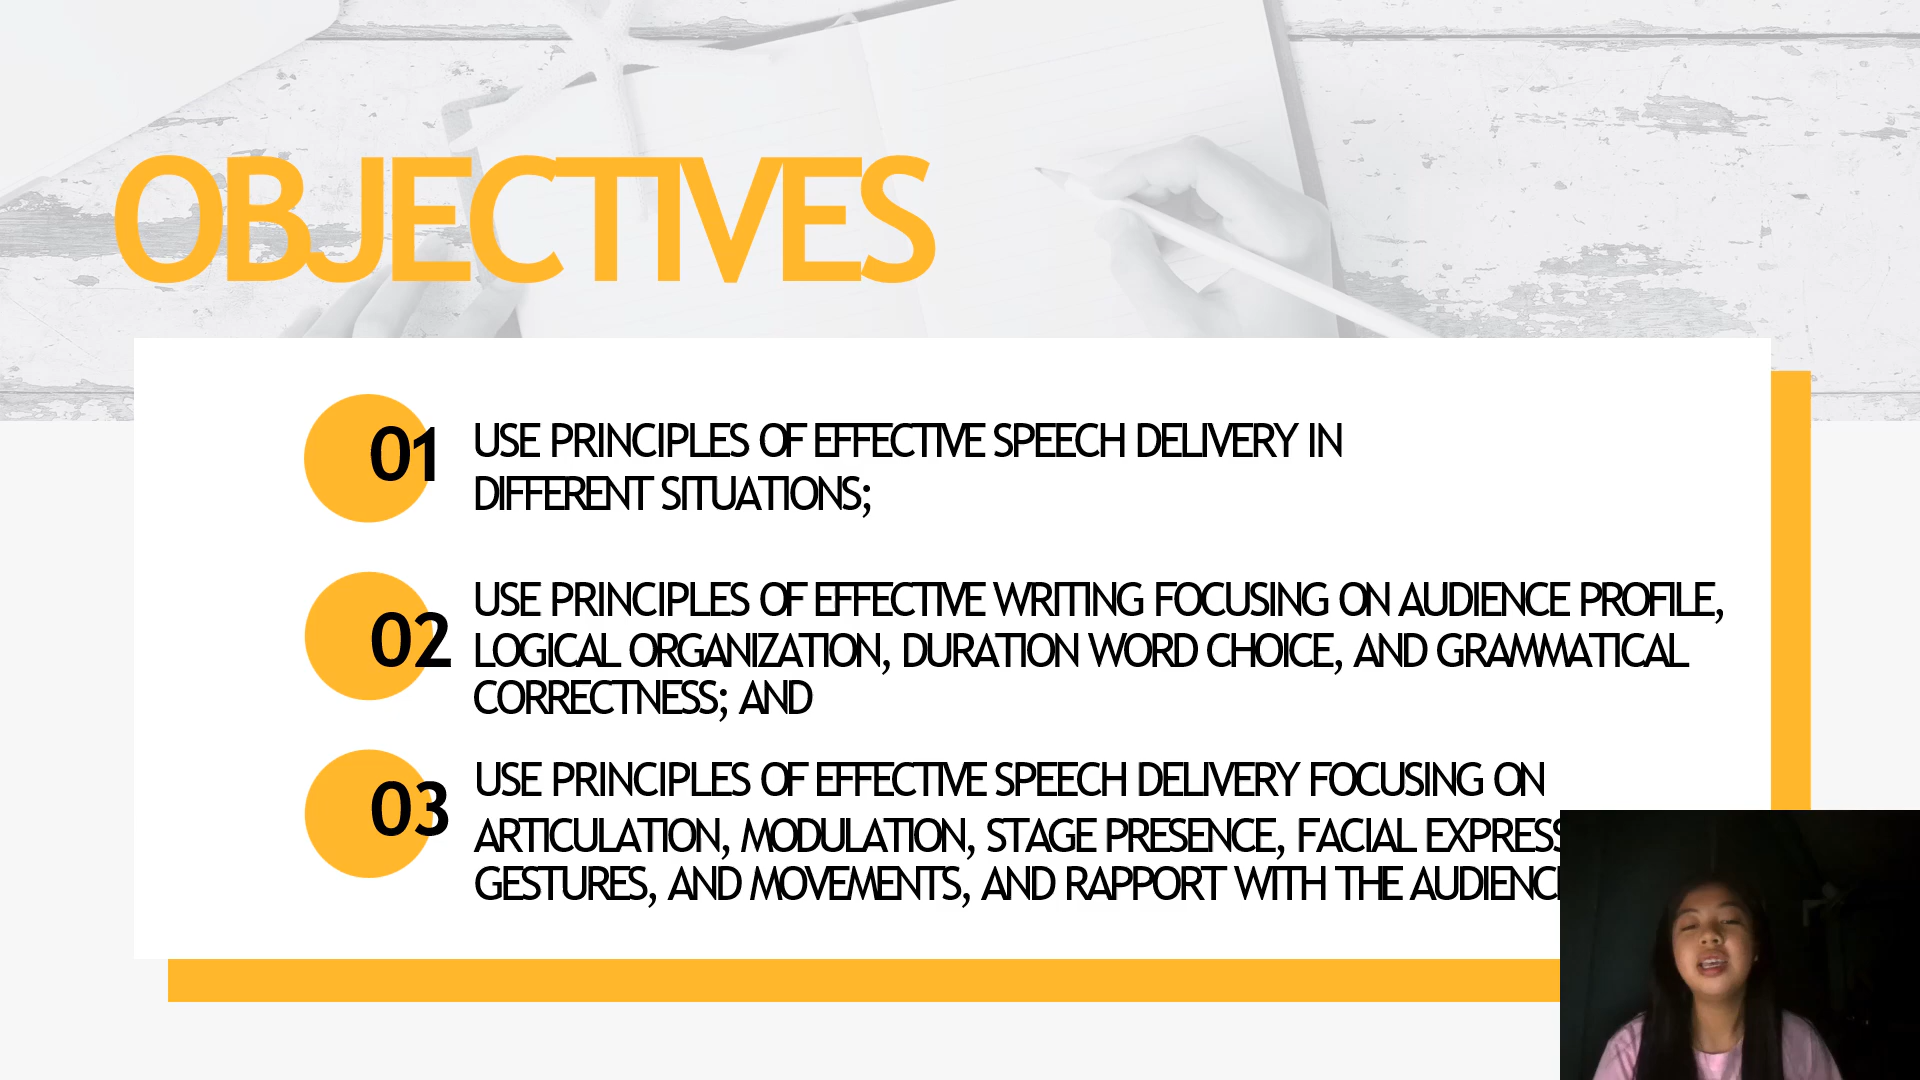 OBJECTIVES
01
USE PRINCIPLES OF EFFECTIVE SPEECH DELIVERY IN
DIFFERENT SITUATIONS;
02
USE PRINCIPLES OF EFFECTIVE WRITING FOCUSING ON AUDIENCE PROFILE,
LOGICAL ORGANIZATION, DURATION WORD CHOICE, AND GRAMMATICAL
CORRECTNESS; AND
03
USE PRINCIPLES OF EFFECTIVE SPEECH DELIVERY FOCUSING ON
ARTICULATION, MODULATION, STAGE PRESENCE, FACIAL
GESTURES, AND MOVEMENTS, AND RAPPORT WITH THE